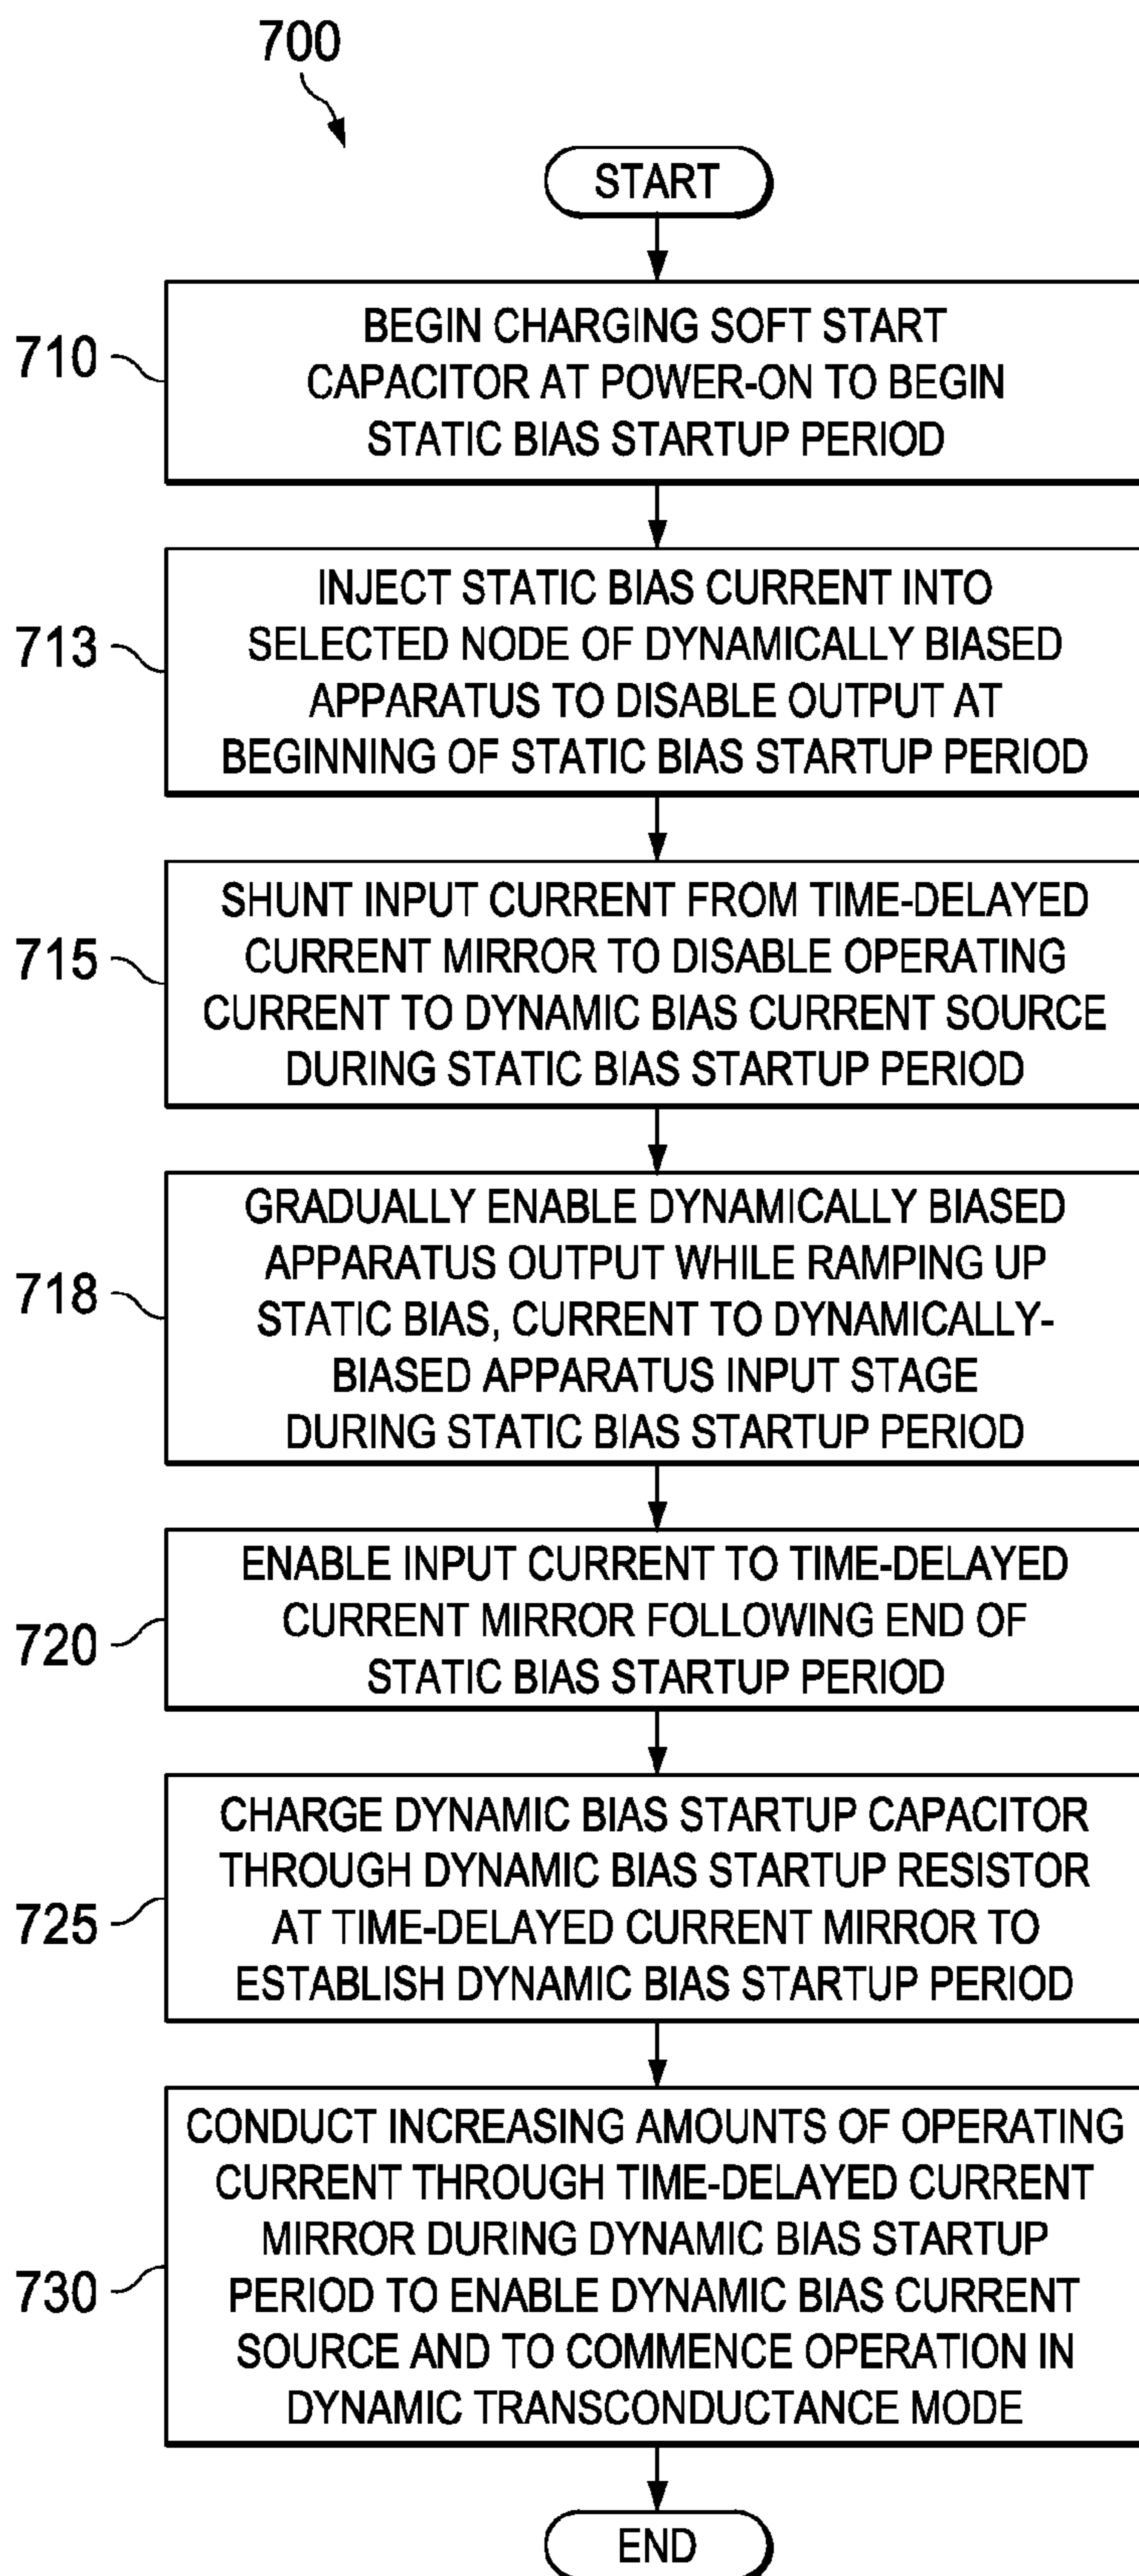 700
START
710
BEGIN CHARGING SOFT START
CAPACITOR AT POWER-ON TO BEGIN
STATIC BIAS STARTUP PERIOD
713
INJECT STATIC BIAS CURRENT INTO
SELECTED NODE OF DYNAMICALLY BIASED
APPARATUS TO DISABLE OUTPUT AT
BEGINNING OF STATIC BIAS STARTUP PERIOD
715
SHUNT INPUT CURRENT FROM TIME-DELAYED
CURRENT MIRROR TO DISABLE OPERATING
CURRENT TO DYNAMIC BIAS CURRENT SOURCE
DURING STATIC BIAS STARTUP PERIOD
718
GRADUALLY ENABLE DYNAMICALLY BIASED
APPARATUS OUTPUT WHILE RAMPING UP
STATIC BIAS, CURRENT TO DYNAMICALLY-
BIASED APPARATUS INPUT STAGE
DURING STATIC BIAS STARTUP PERIOD
720
ENABLE INPUT CURRENT TO TIME-DELAYED
CURRENT MIRROR FOLLOWING END OF
STATIC BIAS STARTUP PERIOD
725
CHARGE DYNAMIC BIAS STARTUP CAPACITOR
THROUGH DYNAMIC BIAS STARTUP RESISTOR
AT TIME-DELAYED CURRENT MIRROR TO
ESTABLISH DYNAMIC BIAS STARTUP PERIOD
730
CONDUCT INCREASING AMOUNTS OF OPERATING
CURRENT THROUGH TIME-DELAYED CURRENT
MIRROR DURING DYNAMIC BIAS STARTUP
PERIOD TO ENABLE DYNAMIC BIAS CURRENT
SOURCE AND TO COMMENCE OPERATION IN
DYNAMIC TRANSCONDUCTANCE MODE
END